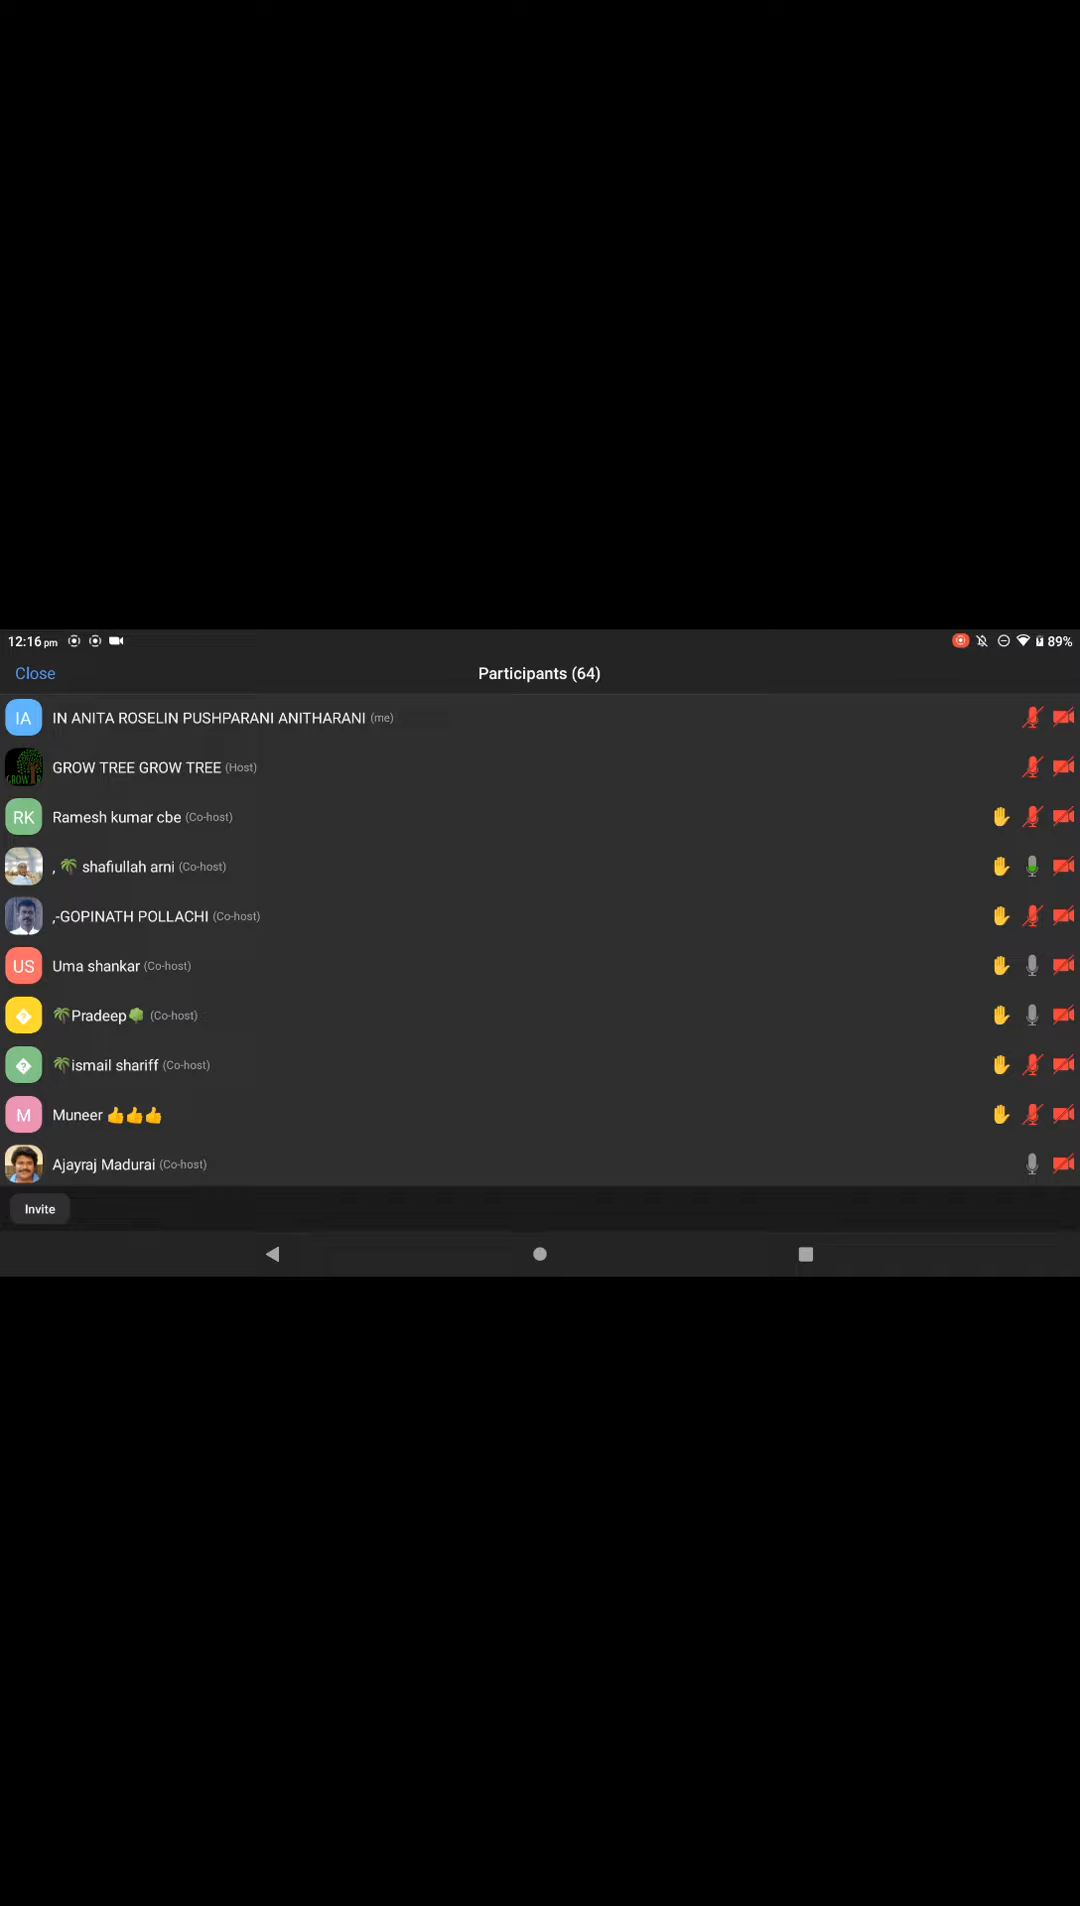 12:16 pm 89%
Close Participants (64)
IA IN ANITA ROSELIN PUSHPARANI ANITHARANI (me)
GROW TREE GROW TREE (Host)
RK Ramesh kumar cbe (Co-host)
, 🌴 shafiullah arni (Co-host)
,-GOPINATH POLLACHI (Co-host)
US Uma shankar (Co-host)
🌴Pradeep🌳 (Co-host)
🌴ismail shariff (Co-host)
M Muneer 👍👍👍
Ajayraj Madurai (Co-host)
Invite